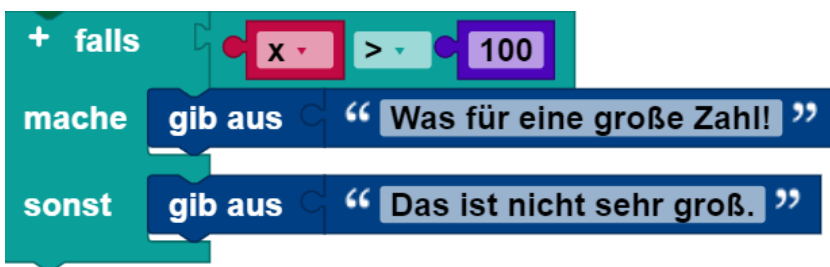 + falls x > 100
mache gib aus “ Was für eine große Zahl! ”
sonst gib aus “ Das ist nicht sehr groß. ”